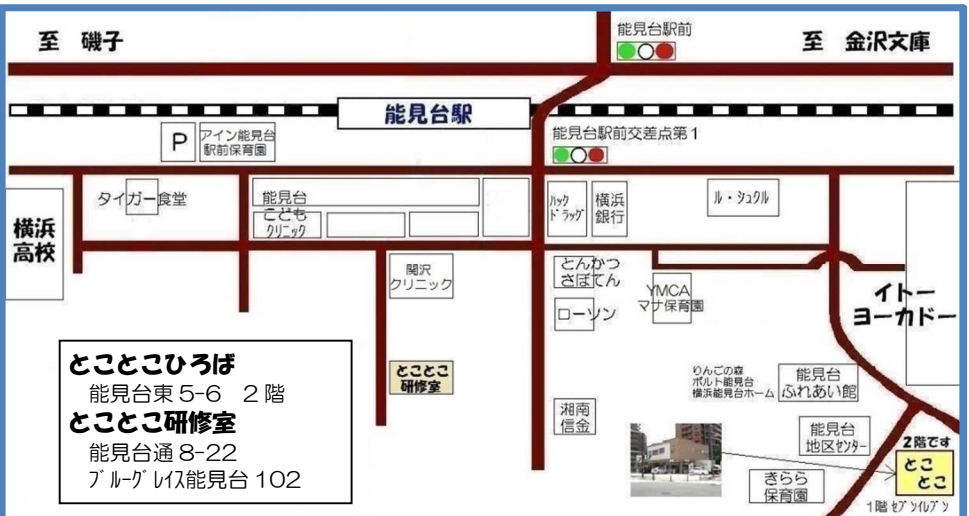 至 磯子
能見台駅前
至 金沢文庫
能見台駅
能見台駅前交差点第1
P
アイン能見台
駅前保育園
タイガー食堂
能見台
こども
クリニック
ハック
ドラッグ
横浜
銀行
ル・シュクル
横浜
高校
関沢
クリニック
とんかつ
さぼてん
ローソン
YMCA
マナ保育園
イトー
ヨーカドー
とことこひろば
能見台東 5-6 2 階
とことこ研修室
能見台通 8-22
ブルーグレイス能見台 102
とことこ
研修室
湘南
信金
りんごの森
ポルト能見台
横浜能見台ホーム
能見台
ふれあい館
能見台
地区センター
きらら
保育園
2階です
とこ
とこ
1階 セブンイレブン